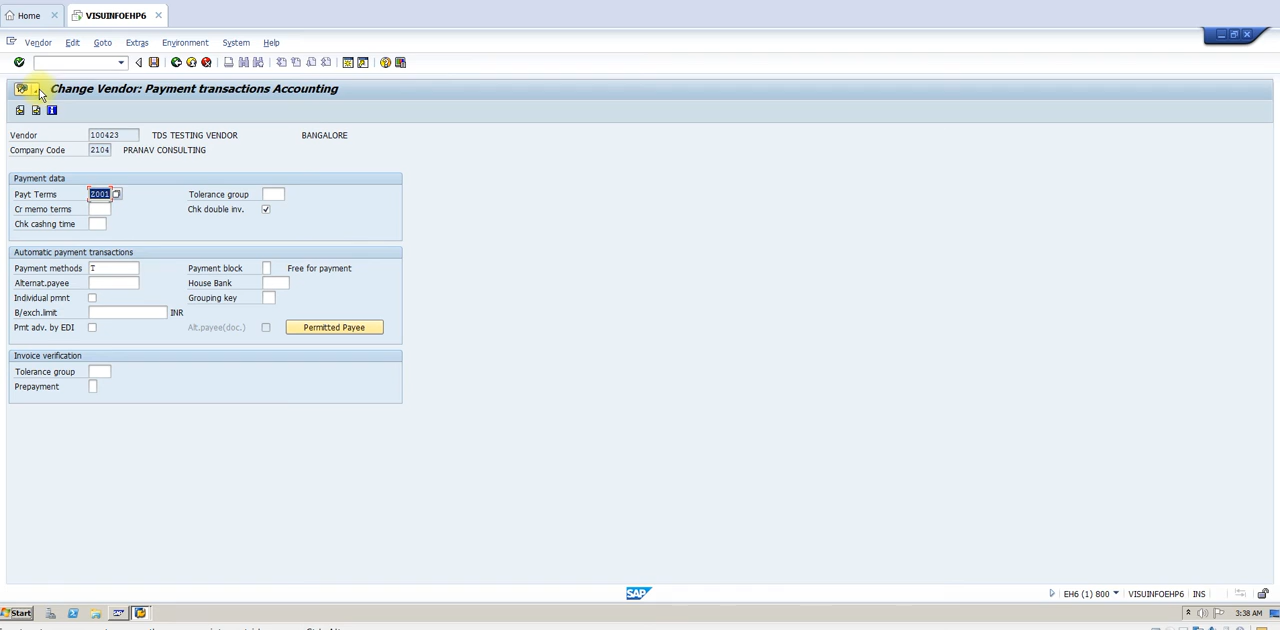 Home
VISUINFOEHP6
Vendor Edit Goto Extras Environment System Help
Change Vendor: Payment transactions Accounting
Vendor 100423 TDS TESTING VENDOR BANGALORE
Company Code 2104 PRANAV CONSULTING
Payment data
Payt Terms Z001 Tolerance group
Cr memo terms Chk double inv.
Chk cashng time
Automatic payment transactions
Payment methods T Payment block Free for payment
Alternat.payee House Bank
Individual pmnt Grouping key
B/exch.limit INR
Pmt adv. by EDI Alt.payee(doc.) Permitted Payee
Invoice verification
Tolerance group
Prepayment
SAP
EH6 (1) 800 VISUINFOEHP6 INS
Start 3:38 AM